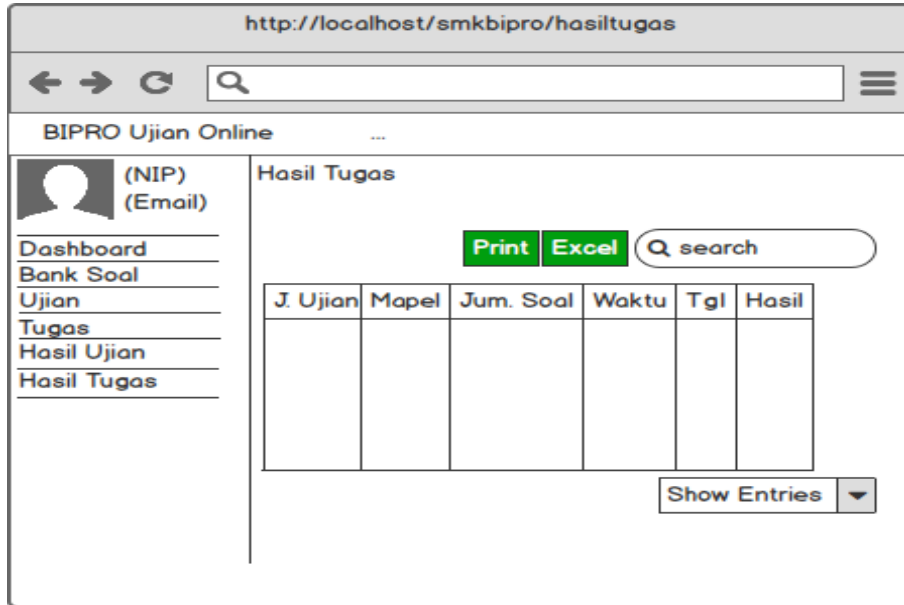 http://localhost/smkbipro/hasiltugas
BIPRO Ujian Online ...
(NIP)
(Email)
Dashboard
Bank Soal
Ujian
Tugas
Hasil Ujian
Hasil Tugas
Hasil Tugas
Print Excel search
J. Ujian Mapel Jum. Soal Waktu Tgl Hasil
Show Entries